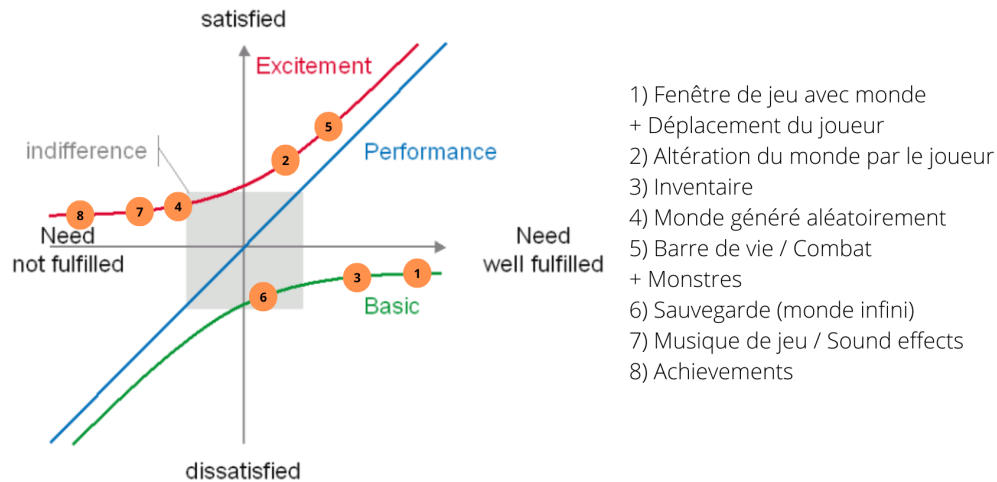 satisfied
Excitement
5
indifference
2
Performance
4
7
8
Need
not fulfilled
Need
well fulfilled
1
3
6
Basic
dissatisfied
1) Fenêtre de jeu avec monde
+ Déplacement du joueur
2) Altération du monde par le joueur
3) Inventaire
4) Monde généré aléatoirement
5) Barre de vie / Combat
+ Monstres
6) Sauvegarde (monde infini)
7) Musique de jeu / Sound effects
8) Achievements